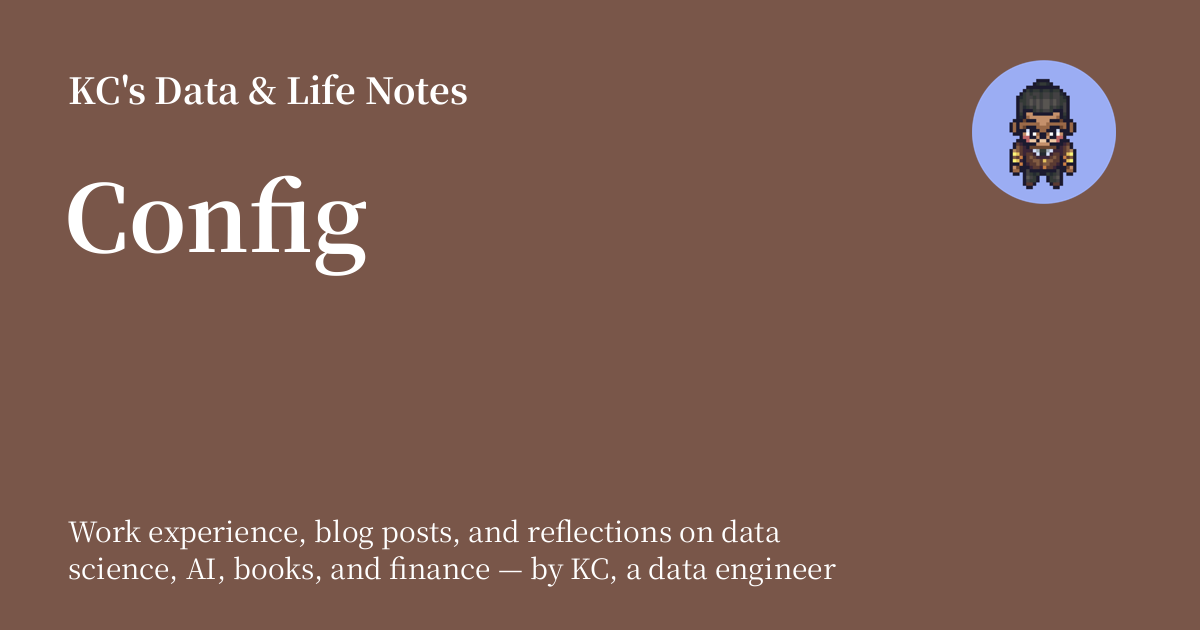 KC's Data & Life Notes
Config
Work experience, blog posts, and reflections on data
science, AI, books, and finance — by KC, a data engineer